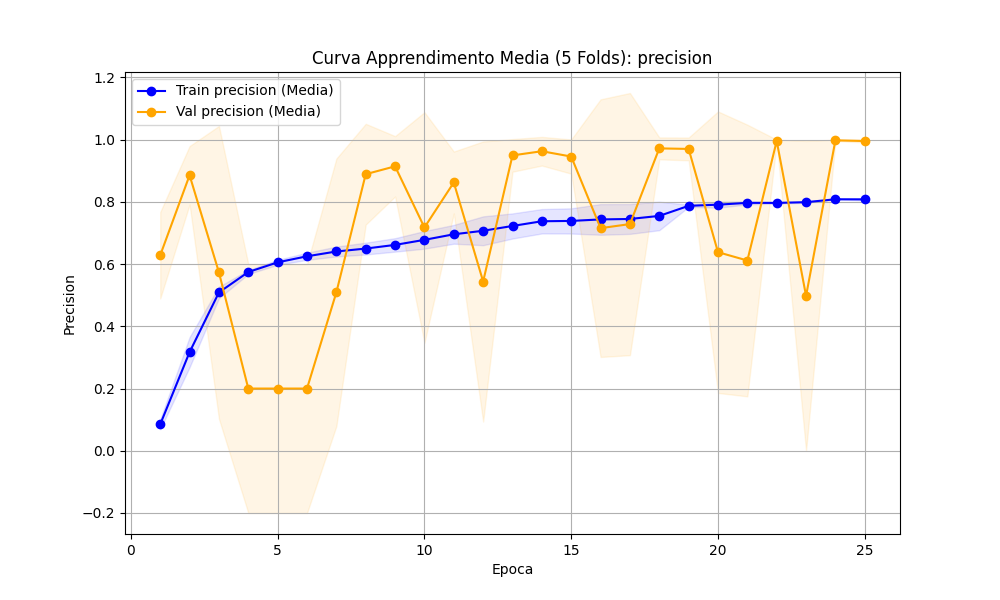 Curva Apprendimento Media (5 Folds): precision
Train precision (Media)
Val precision (Media)
Precision
1.2
1.0
0.8
0.6
0.4
0.2
0.0
−0.2
0
5
10
15
20
25
Epoca